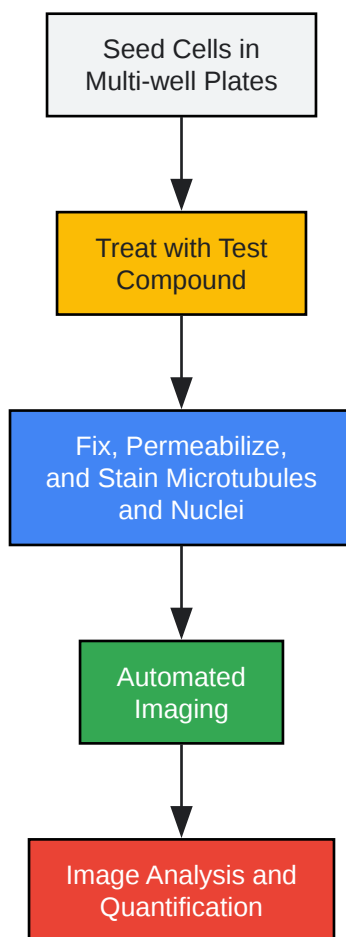 Seed Cells in
Multi-well Plates
Treat with Test
Compound
Fix, Permeabilize,
and Stain Microtubules
and Nuclei
Automated
Imaging
Image Analysis and
Quantification